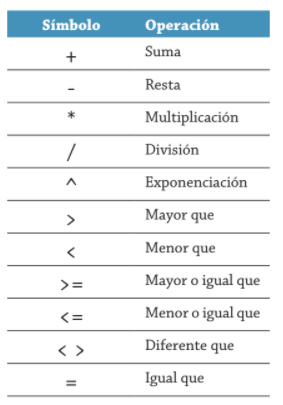 Símbolo Operación
+ Suma
- Resta
* Multiplicación
/ División
^ Exponenciación
> Mayor que
< Menor que
>= Mayor o igual que
<= Menor o igual que
< > Diferente que
= Igual que